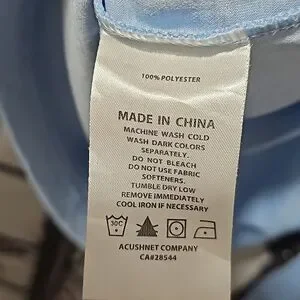 100% POLYESTER
MADE IN CHINA
MACHINE WASH COLD
WASH DARK COLORS
SEPARATELY.
DO NOT BLEACH
DO NOT USE FABRIC
SOFTENERS.
TUMBLE DRY LOW
REMOVE IMMEDIATELY
COOL IRON IF NECESSARY
30C
ACUSHNET COMPANY
CA#28544